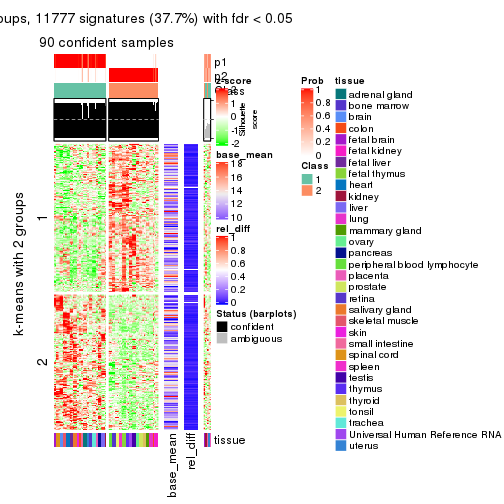 oups, 11777 signatures (37.7%) with fdr < 0.05
90 confident samples
p1
p2
Class
z-score
2
1
0
-1
-2
Silhouette
score
base_mean
18
16
14
12
10
rel_diff
1
0.8
0.6
0.4
0.2
0
Status (barplots)
confident
ambiguous
Prob
1
0.8
0.6
0.4
0.2
0
Class
1
2
tissue
adrenal gland
bone marrow
brain
colon
fetal brain
fetal kidney
fetal liver
fetal thymus
heart
kidney
liver
lung
mammary gland
ovary
pancreas
peripheral blood lymphocyte
placenta
prostate
retina
salivary gland
skeletal muscle
skin
small intestine
spinal cord
spleen
testis
thymus
thyroid
tonsil
trachea
Universal Human Reference RNA
uterus
k-means with 2 groups
1
2
tissue
base_mean
rel_diff